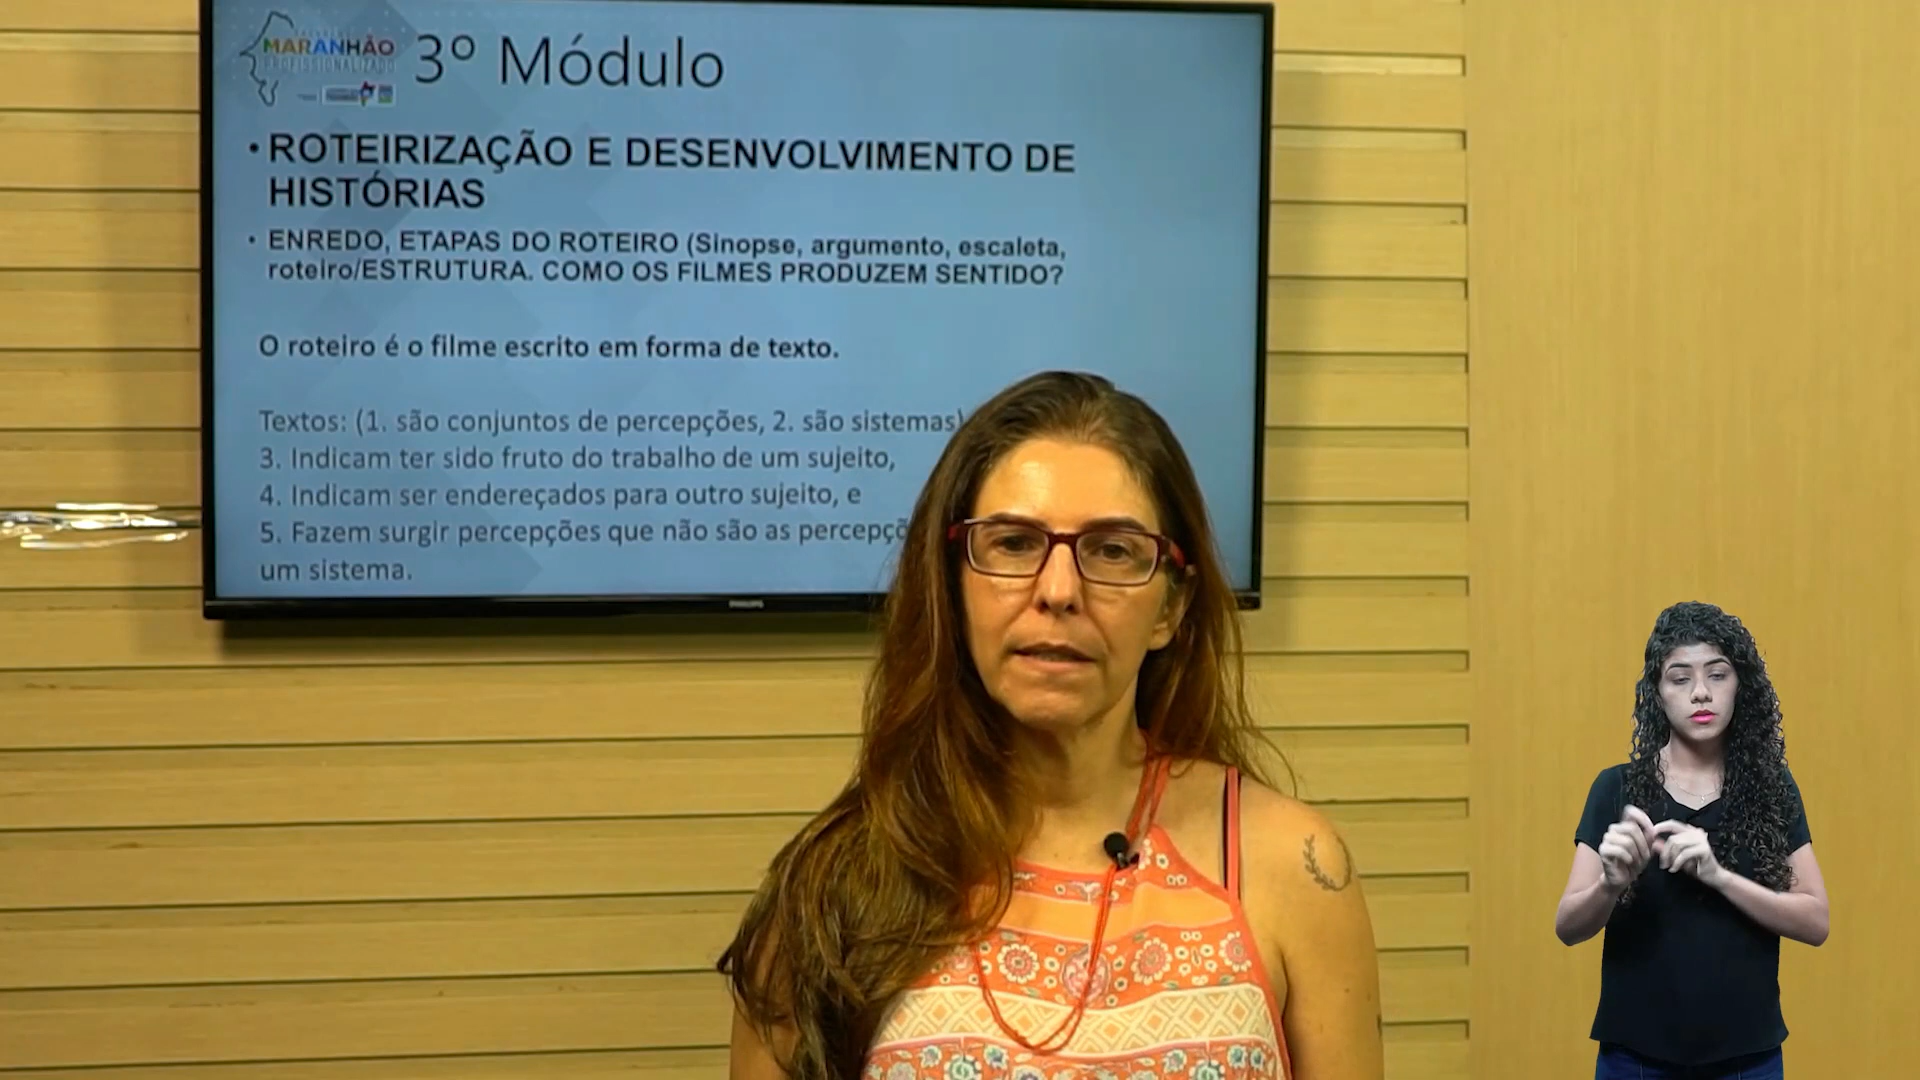 MARANHÃO
PROFISSIONALIZADO
3º Módulo
• ROTEIRIZAÇÃO E DESENVOLVIMENTO DE
HISTÓRIAS
• ENREDO, ETAPAS DO ROTEIRO (Sinopse, argumento, escaleta,
roteiro/ESTRUTURA. COMO OS FILMES PRODUZEM SENTIDO?
O roteiro é o filme escrito em forma de texto.
Textos: (1. são conjuntos de percepções, 2. são sistemas)
3. Indicam ter sido fruto do trabalho de um sujeito,
4. Indicam ser endereçados para outro sujeito, e
5. Fazem surgir percepções que não são as percepçõ
um sistema.
PHILIPS